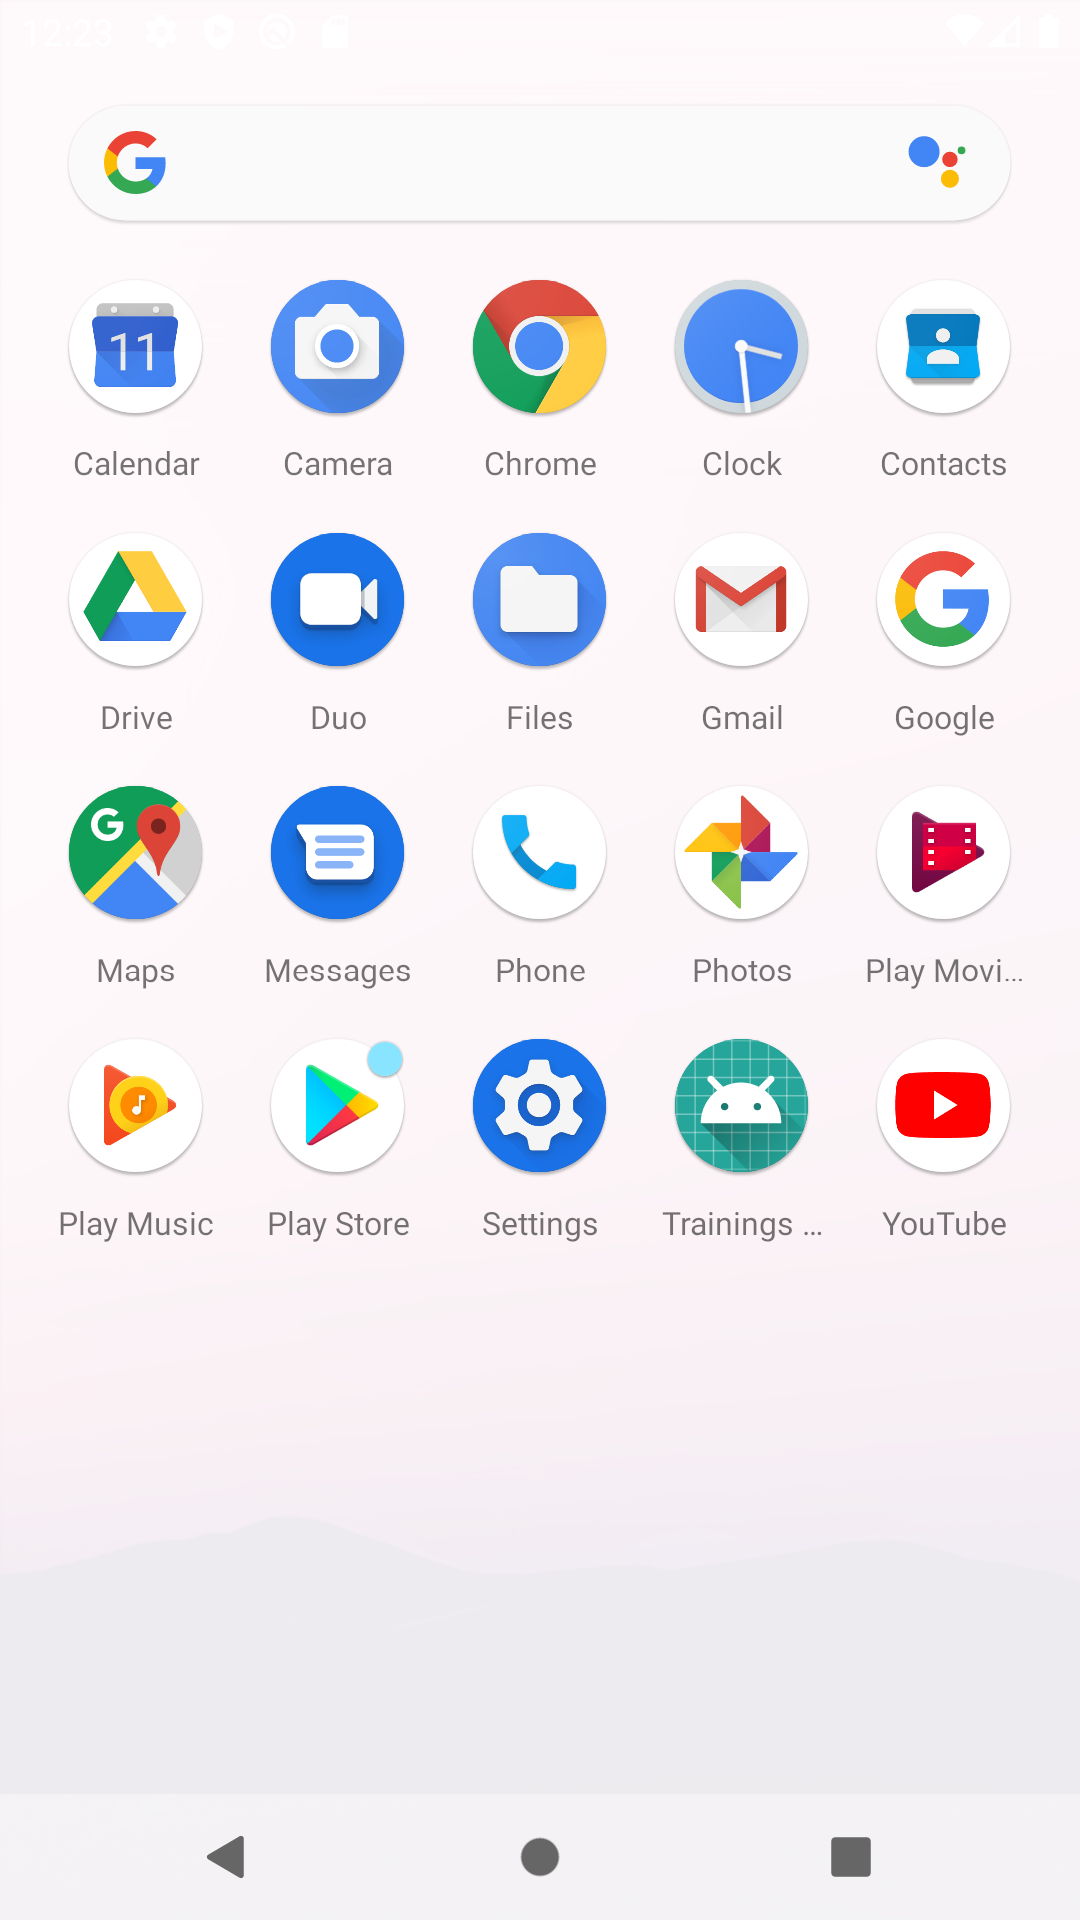 12:23
11
Calendar Camera Chrome Clock Contacts
Drive Duo Files Gmail Google
Maps Messages Phone Photos Play Movi...
Play Music Play Store Settings Trainings ... YouTube